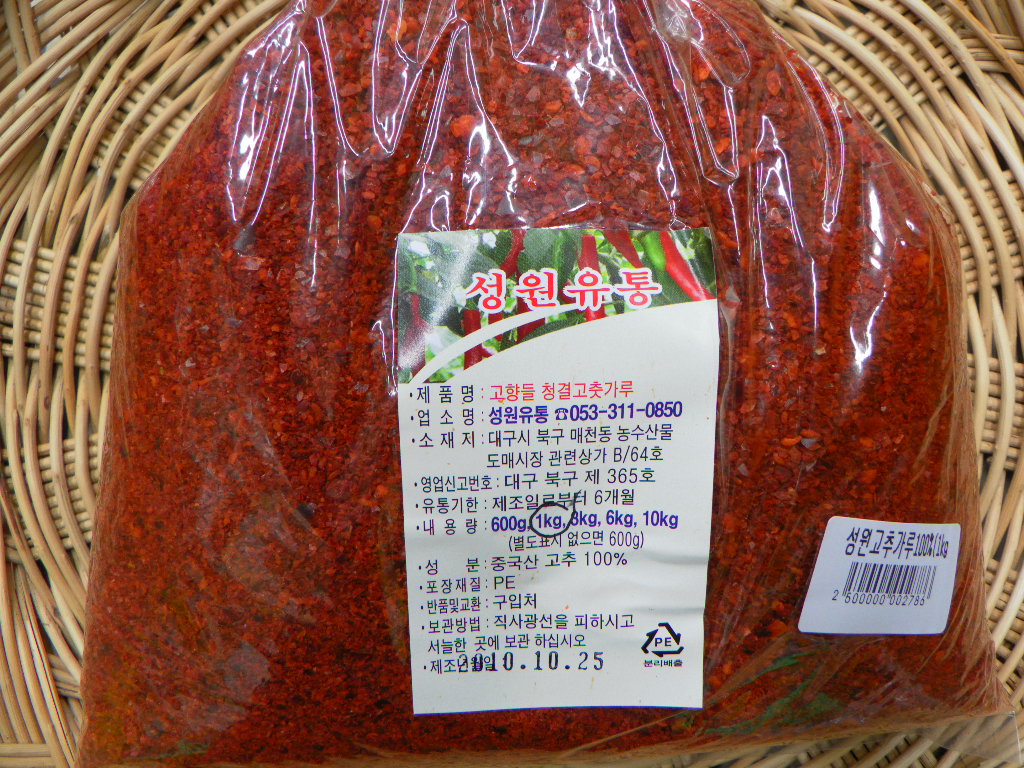 성원유통
· 제 품 명 : 고향들 청결고춧가루
· 업 소 명 : 성원유통 ☎053-311-0850
· 소 재 지 : 대구시 북구 매천동 농수산물
도매시장 관련상가 B/64호
· 영업신고번호 : 대구 북구 제 365호
· 유통기한 : 제조일로부터 6개월
· 내 용 량 : 600g, 1kg, 3kg, 6kg, 10kg
(별도표시 없으면 600g)
· 성 분 : 중국산 고추 100%
· 포장재질 : PE
· 반품및교환 : 구입처
· 보관방법 : 직사광선을 피하시고
서늘한 곳에 보관 하십시오
· 제조년월일 2010.10.25
PE
분리배출
성원고추가루100%(1kg
2 500000 002786